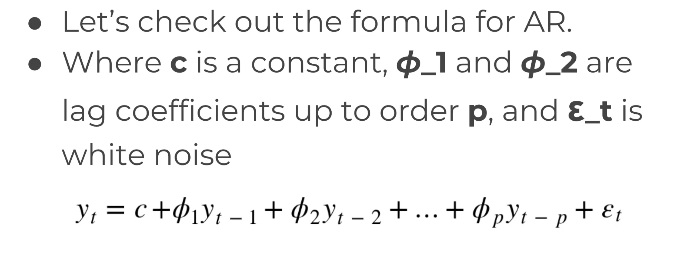 • Let's check out the formula for AR.
• Where c is a constant, ϕ_1 and ϕ_2 are
lag coefficients up to order p, and ε_t is
white noise
yₜ = c+ϕ₁yₜ₋₁ + ϕ₂yₜ₋₂ + ... + ϕₚyₜ₋ₚ + εₜ